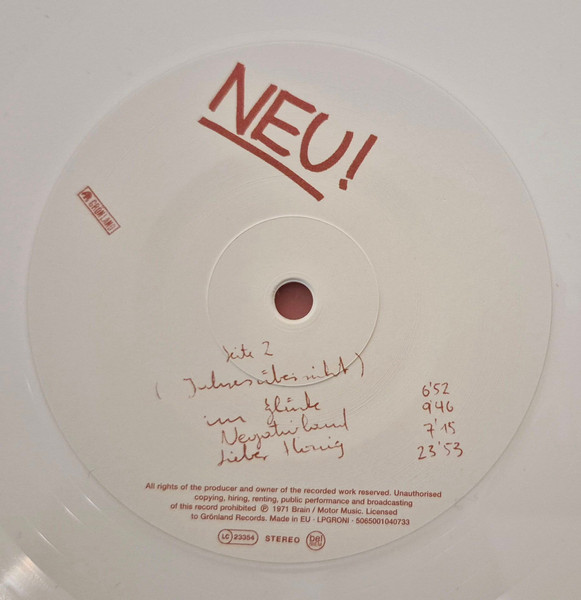 NEU!
GRÖNLAND
Seite 2
( Jahresübersicht )
im Glück 6'52
Negativland 9'46
Lieber Honig 7'15
23'53
All rights of the producer and owner of the recorded work reserved. Unauthorised
copying, hiring, renting, public performance and broadcasting
of this record prohibited ℗ 1971 Brain / Motor Music. Licensed
to Grönland Records. Made in EU · LPGRONI · 5065001040733
LC 23354 STEREO